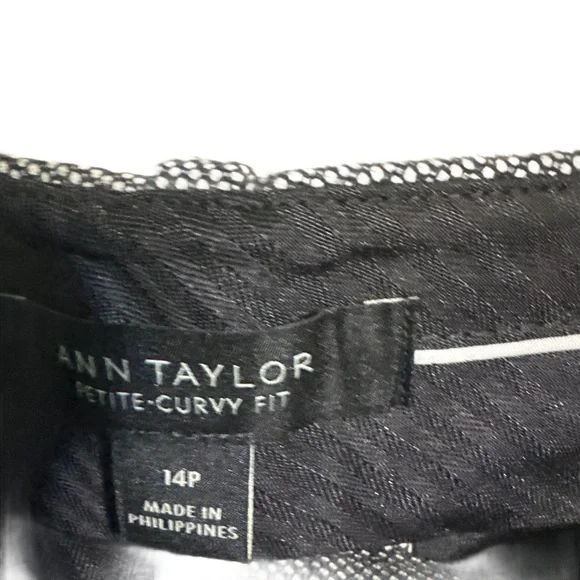 ANN TAYLOR
PETITE-CURVY FIT
14P
MADE IN
PHILIPPINES